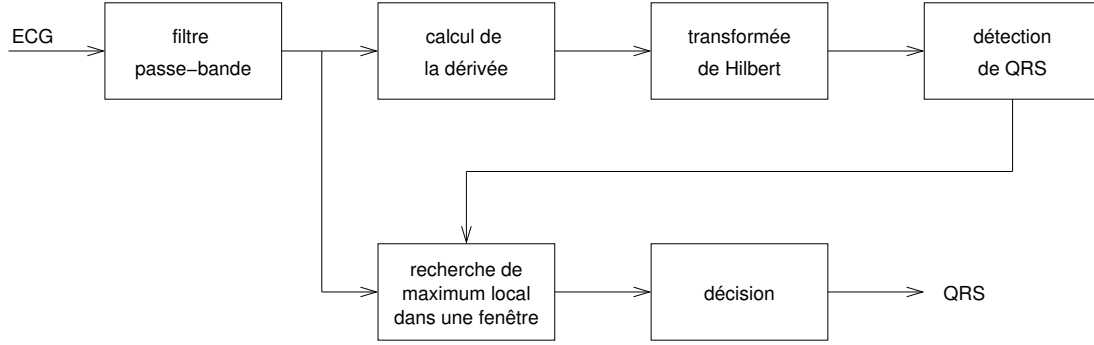 ECG
filtre
passe−bande
calcul de
la dérivée
transformée
de Hilbert
détection
de QRS
recherche de
maximum local
dans une fenêtre
décision
QRS